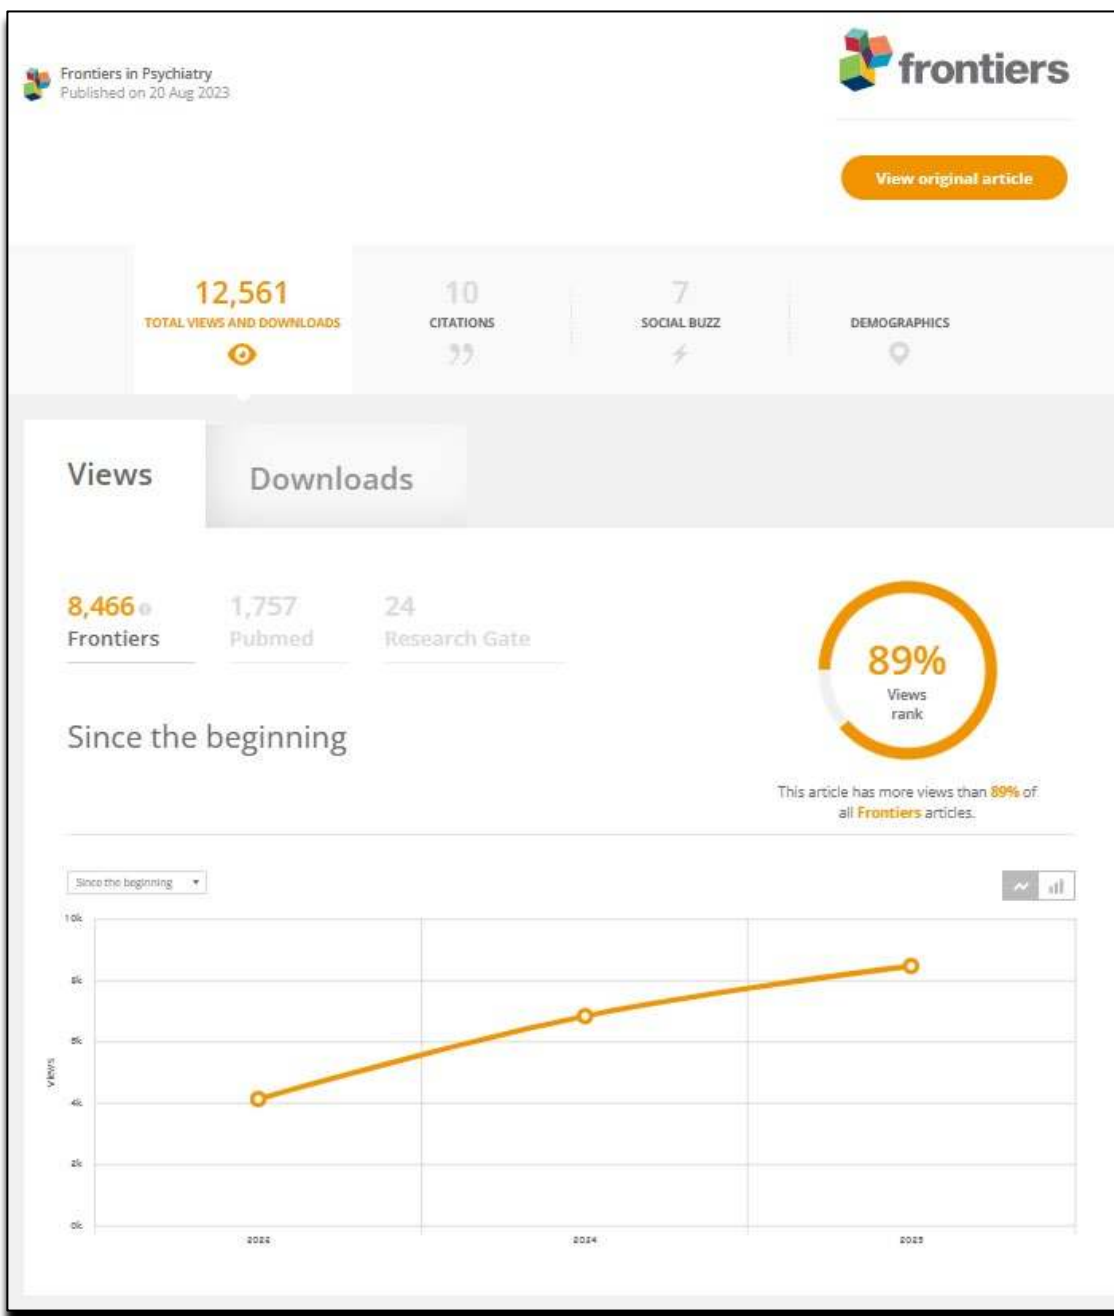 Frontiers in Psychiatry
Published on 20 Aug 2023
frontiers
View original article
12,561
TOTAL VIEWS AND DOWNLOADS
10
CITATIONS
7
SOCIAL BUZZ
DEMOGRAPHICS
Views
Downloads
8,466
Frontiers
1,757
Pubmed
24
Research Gate
89%
Views
rank
Since the beginning
This article has more views than 89% of
all Frontiers articles.
Since the beginning
10k
8k
6k
4k
2k
0k
Views
2024